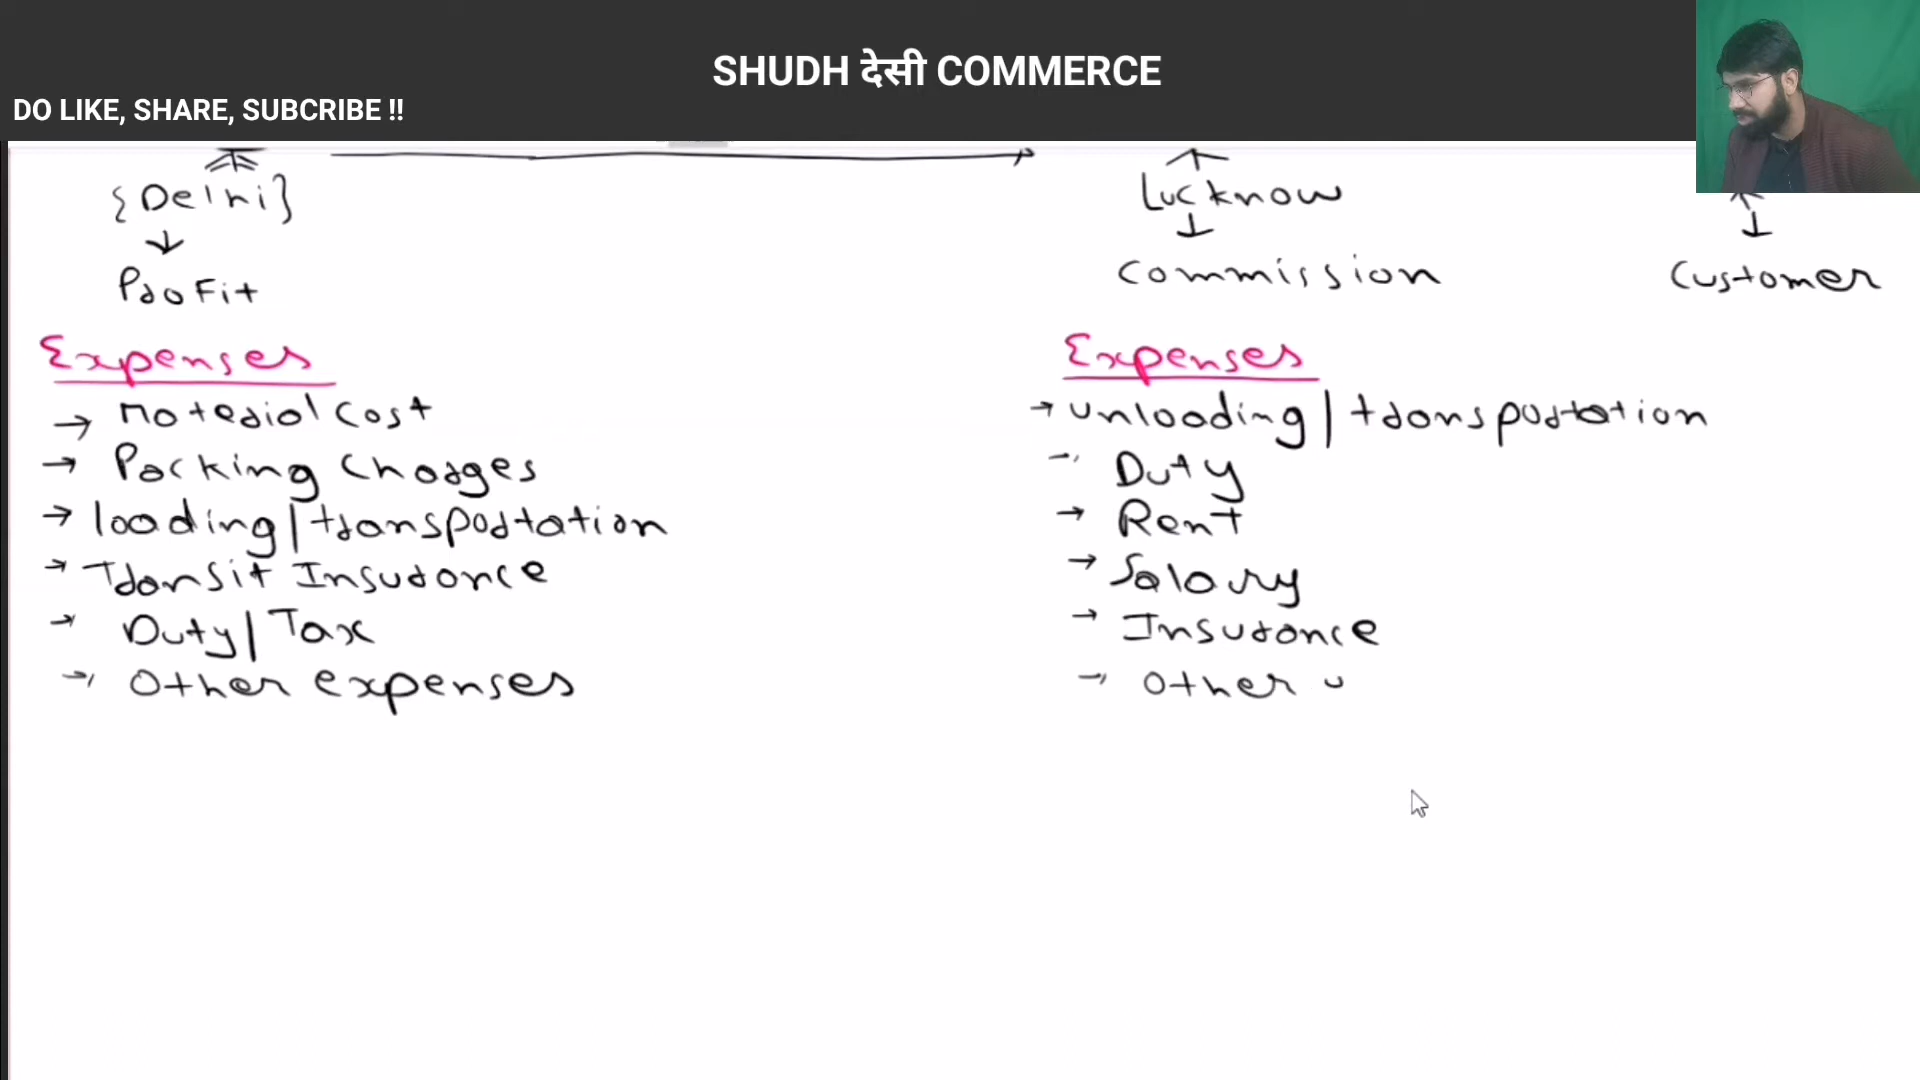 SHUDH देसी COMMERCE
DO LIKE, SHARE, SUBCRIBE !!
{Delhi}
Profit
Lucknow
Commission
Customer
Expenses
→ Material Cost
→ Packing Charges
→ loading | transportation
→ Transit Insurance
→ Duty | Tax
→ Other expenses
Expenses
→ unloading | transportation
→ Duty
→ Rent
→ Salary
→ Insurance
→ Other